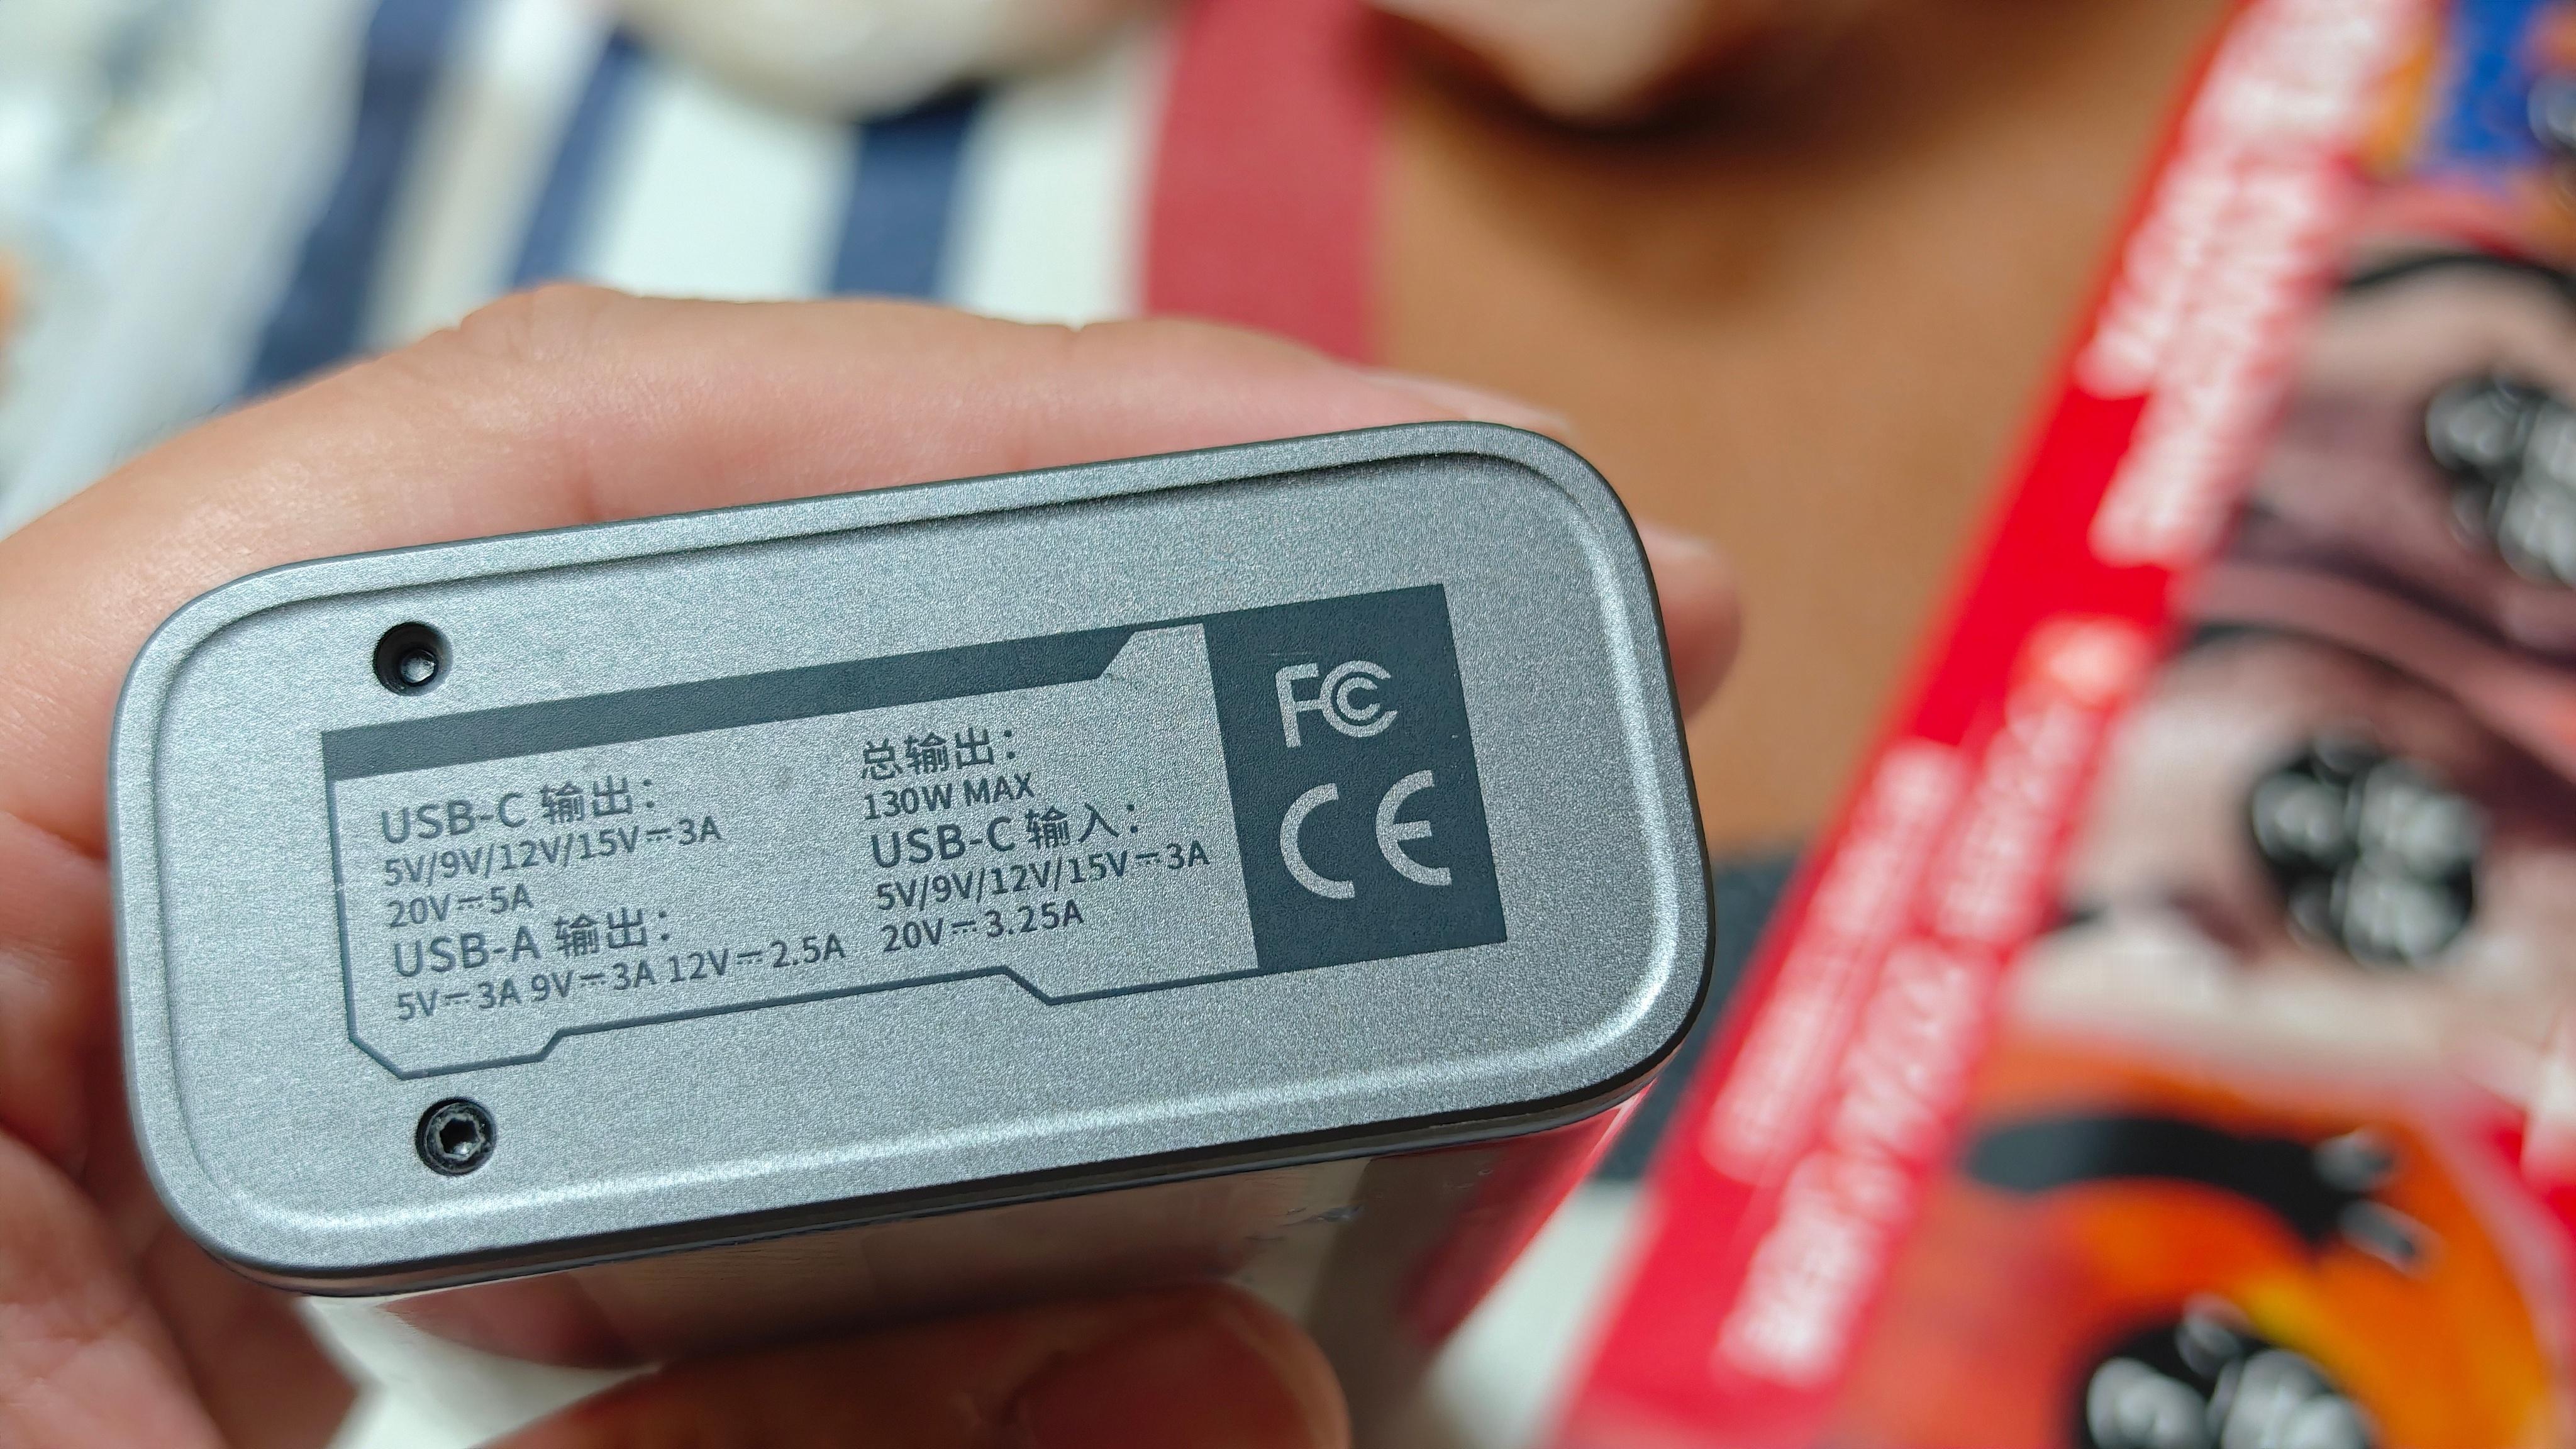 USB-C 输出：
5V/9V/12V/15V⎓3A
20V⎓5A
USB-A 输出：
5V⎓3A 9V⎓3A 12V⎓2.5A
总输出：
130W MAX
USB-C 输入：
5V/9V/12V/15V⎓3A
20V⎓3.25A
FC
CE